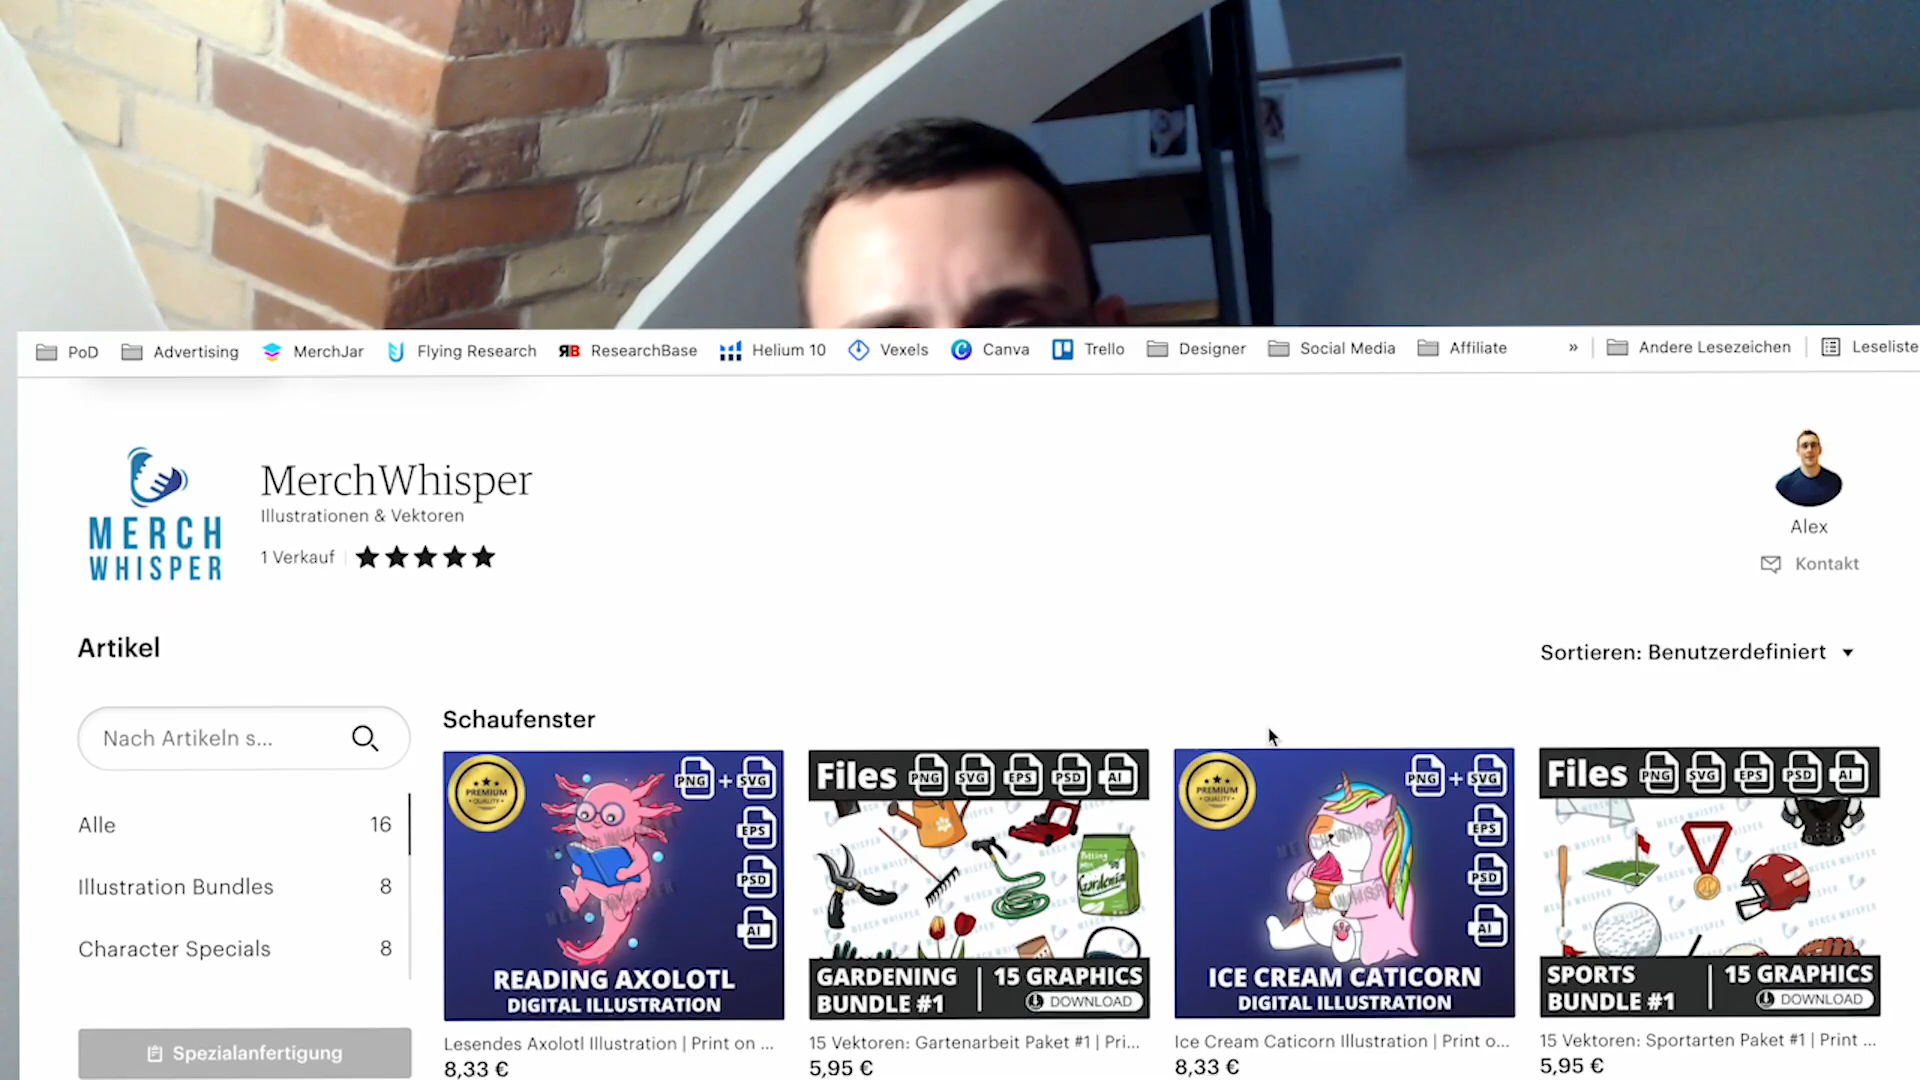 PoD Advertising MerchJar Flying Research ResearchBase Helium 10 Vexels Canva Trello Designer Social Media Affiliate » Andere Lesezeichen Leseliste
MERCH
WHISPER
MerchWhisper
Illustrationen & Vektoren
1 Verkauf
Alex
Kontakt
Artikel
Sortieren: Benutzerdefiniert
Nach Artikeln s...
Alle 16
Illustration Bundles 8
Character Specials 8
Spezialanfertigung
Schaufenster
PREMIUM
QUALITY
PNG + SVG
EPS
PSD
AI
READING AXOLOTL
DIGITAL ILLUSTRATION
Lesendes Axolotl Illustration | Print on ...
8,33 €
Files PNG SVG EPS PSD AI
Gardenia
GARDENING
BUNDLE #1
15 GRAPHICS
DOWNLOAD
15 Vektoren: Gartenarbeit Paket #1 | Pri...
5,95 €
PREMIUM
QUALITY
PNG + SVG
EPS
PSD
AI
ICE CREAM CATICORN
DIGITAL ILLUSTRATION
Ice Cream Caticorn Illustration | Print o...
8,33 €
Files PNG SVG EPS PSD AI
SPORTS
BUNDLE #1
15 GRAPHICS
DOWNLOAD
15 Vektoren: Sportarten Paket #1 | Print ...
5,95 €